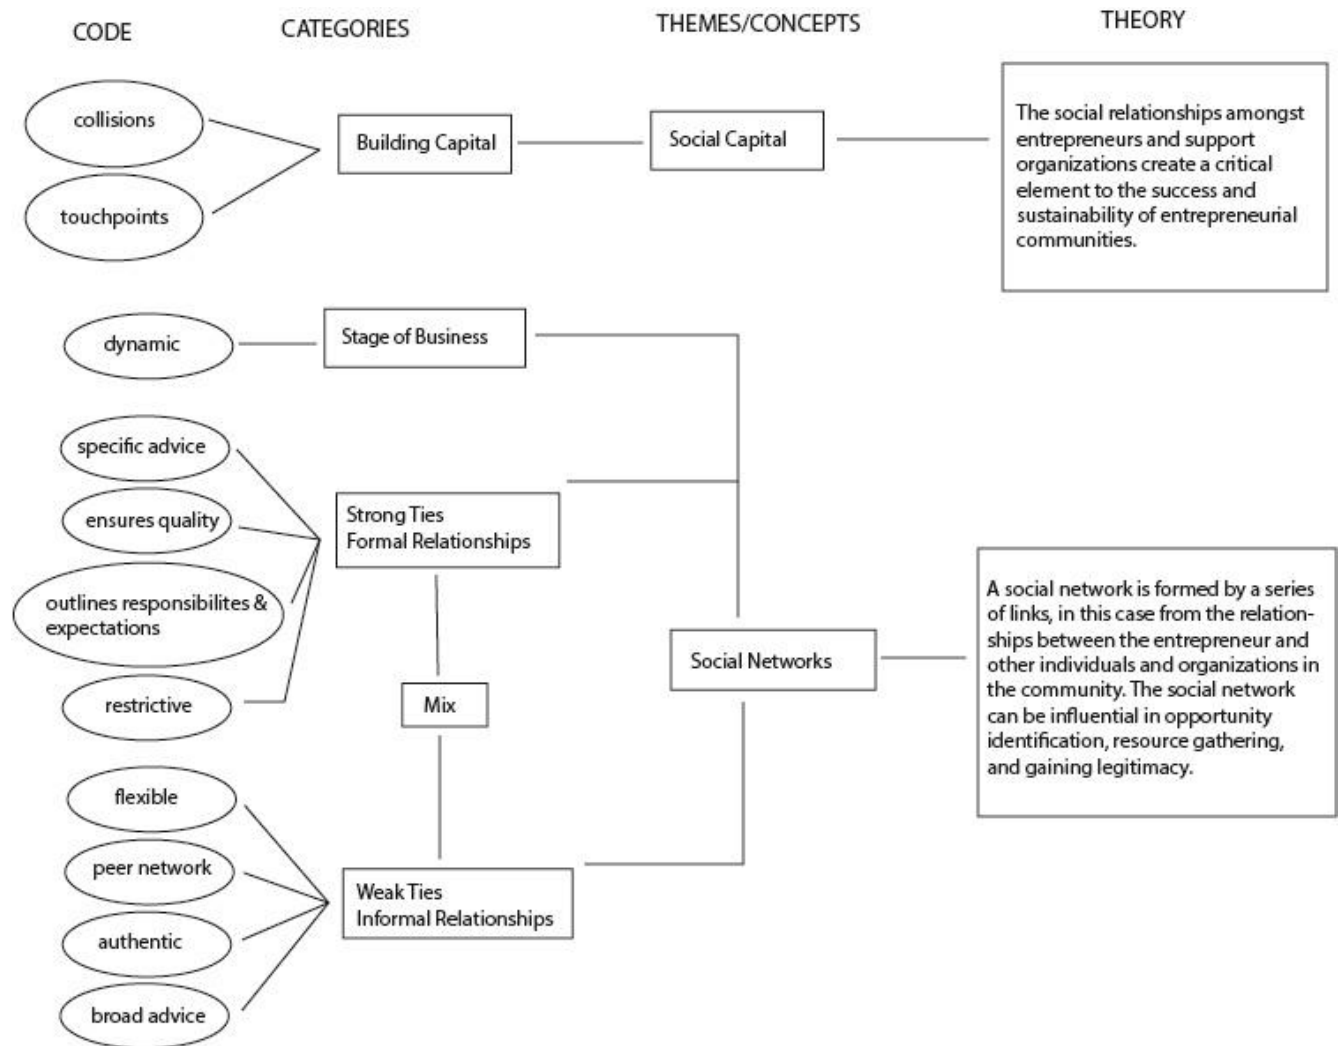 CODE
CATEGORIES
THEMES/CONCEPTS
THEORY
collisions
touchpoints
Building Capital
Social Capital
The social relationships amongst
entrepreneurs and support
organizations create a critical
element to the success and
sustainability of entrepreneurial
communities.
dynamic
Stage of Business
specific advice
ensures quality
outlines responsibilites &
expectations
restrictive
Strong Ties
Formal Relationships
Mix
Social Networks
A social network is formed by a series
of links, in this case from the relation-
ships between the entrepreneur and
other individuals and organizations in
the community. The social network
can be influential in opportunity
identification, resource gathering,
and gaining legitimacy.
flexible
peer network
authentic
broad advice
Weak Ties
Informal Relationships